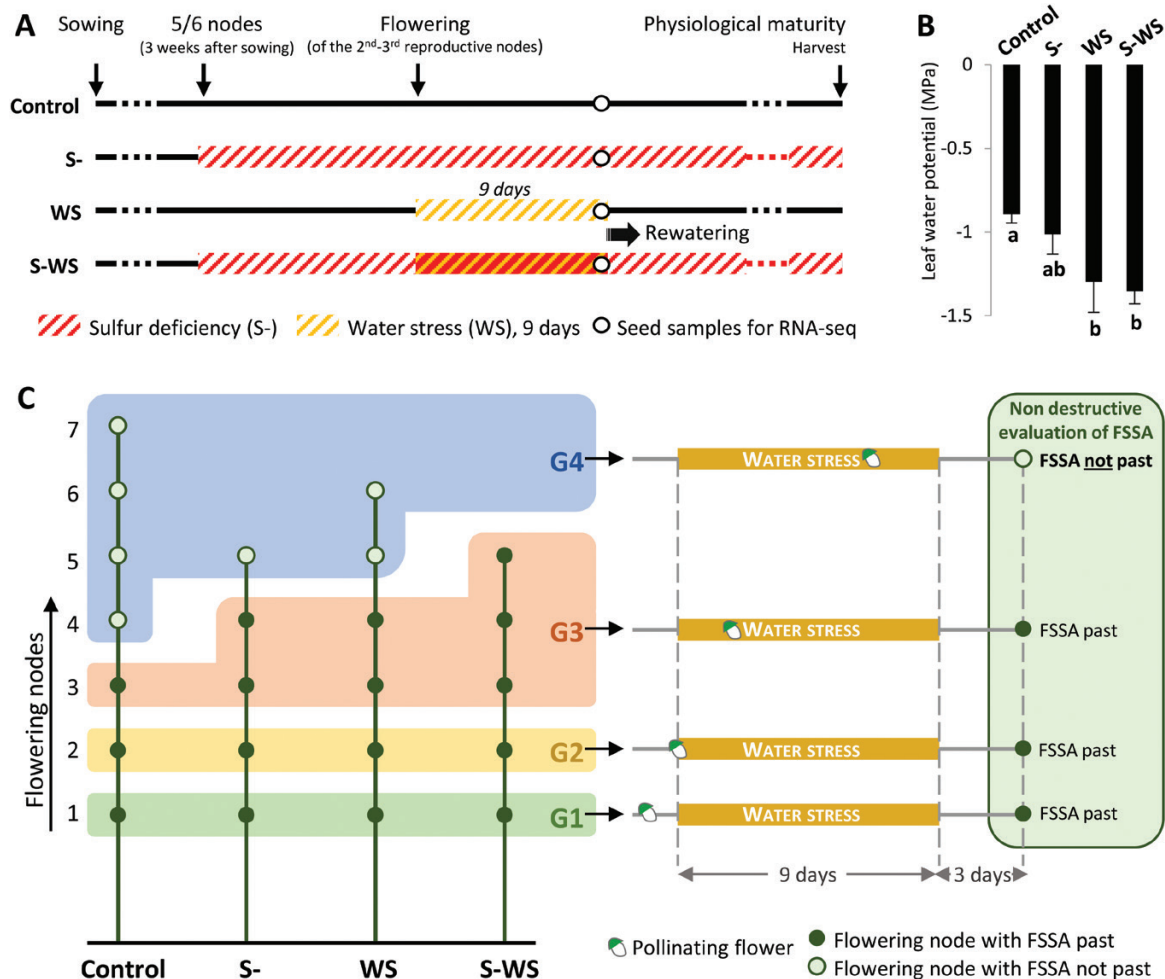 A
Sowing
5/6 nodes
(3 weeks after sowing)
Flowering
(of the 2nd-3rd reproductive nodes)
Physiological maturity
Harvest
Control
S-
9 days
WS
Rewatering
S-WS
Sulfur deficiency (S-)
Water stress (WS), 9 days
Seed samples for RNA-seq
B
Control
S-
WS
S-WS
Leaf water potential (MPa)
0
-0.5
-1
-1.5
a
ab
b
b
C
Flowering nodes
7
6
5
4
3
2
1
G4
G3
G2
G1
Control
S-
WS
S-WS
Non destructive
evaluation of FSSA
WATER STRESS
FSSA not past
WATER STRESS
FSSA past
WATER STRESS
FSSA past
WATER STRESS
FSSA past
9 days
3 days
Pollinating flower
Flowering node with FSSA past
Flowering node with FSSA not past